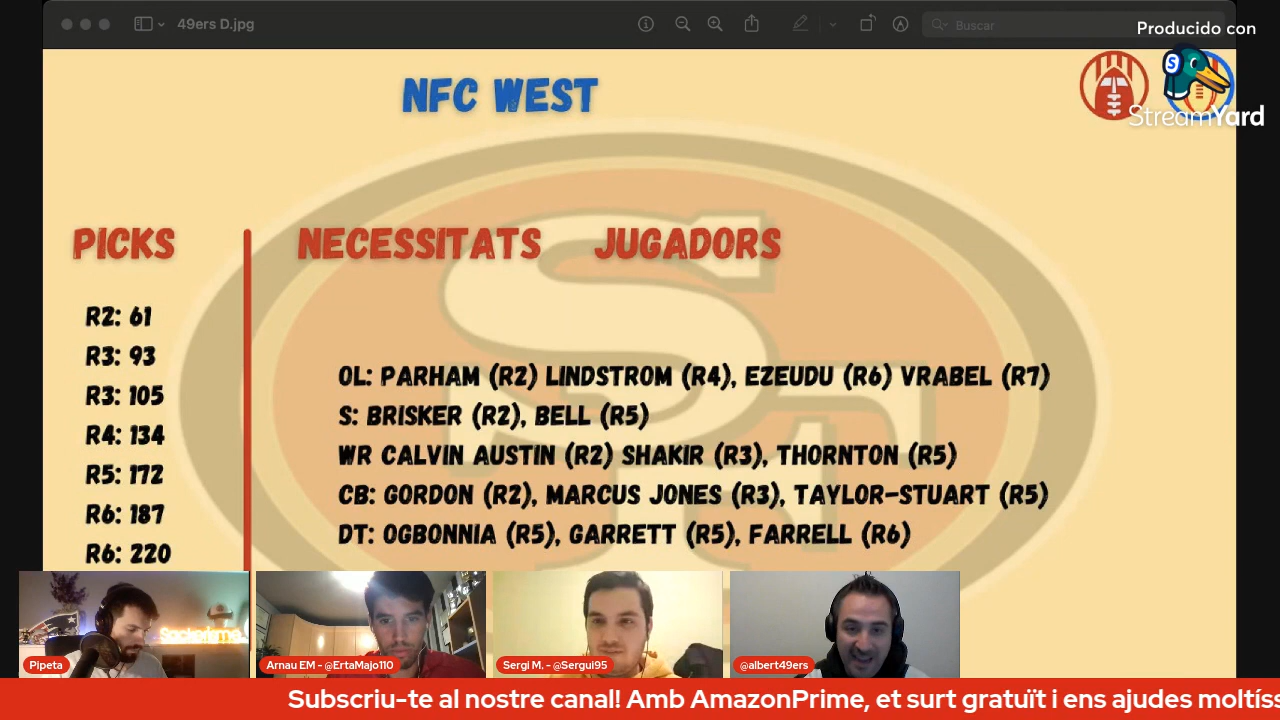 49ers D.jpg
Buscar
Producido con
StreamYard
NFC WEST
PICKS
NECESSITATS
JUGADORS
R2: 61
R3: 93
R3: 105
R4: 134
R5: 172
R6: 187
R6: 220
OL: PARHAM (R2) LINDSTROM (R4), EZEUDU (R6) VRABEL (R7)
S: BRISKER (R2), BELL (R5)
WR CALVIN AUSTIN (R2) SHAKIR (R3), THORNTON (R5)
CB: GORDON (R2), MARCUS JONES (R3), TAYLOR-STUART (R5)
DT: OGBONNIA (R5), GARRETT (R5), FARRELL (R6)
Pipeta
Arnau EM - @ErtaMajo110
Sergi M. - @Sergui95
@albert49ers
Subscriu-te al nostre canal! Amb AmazonPrime, et surt gratuït i ens ajudes moltíss